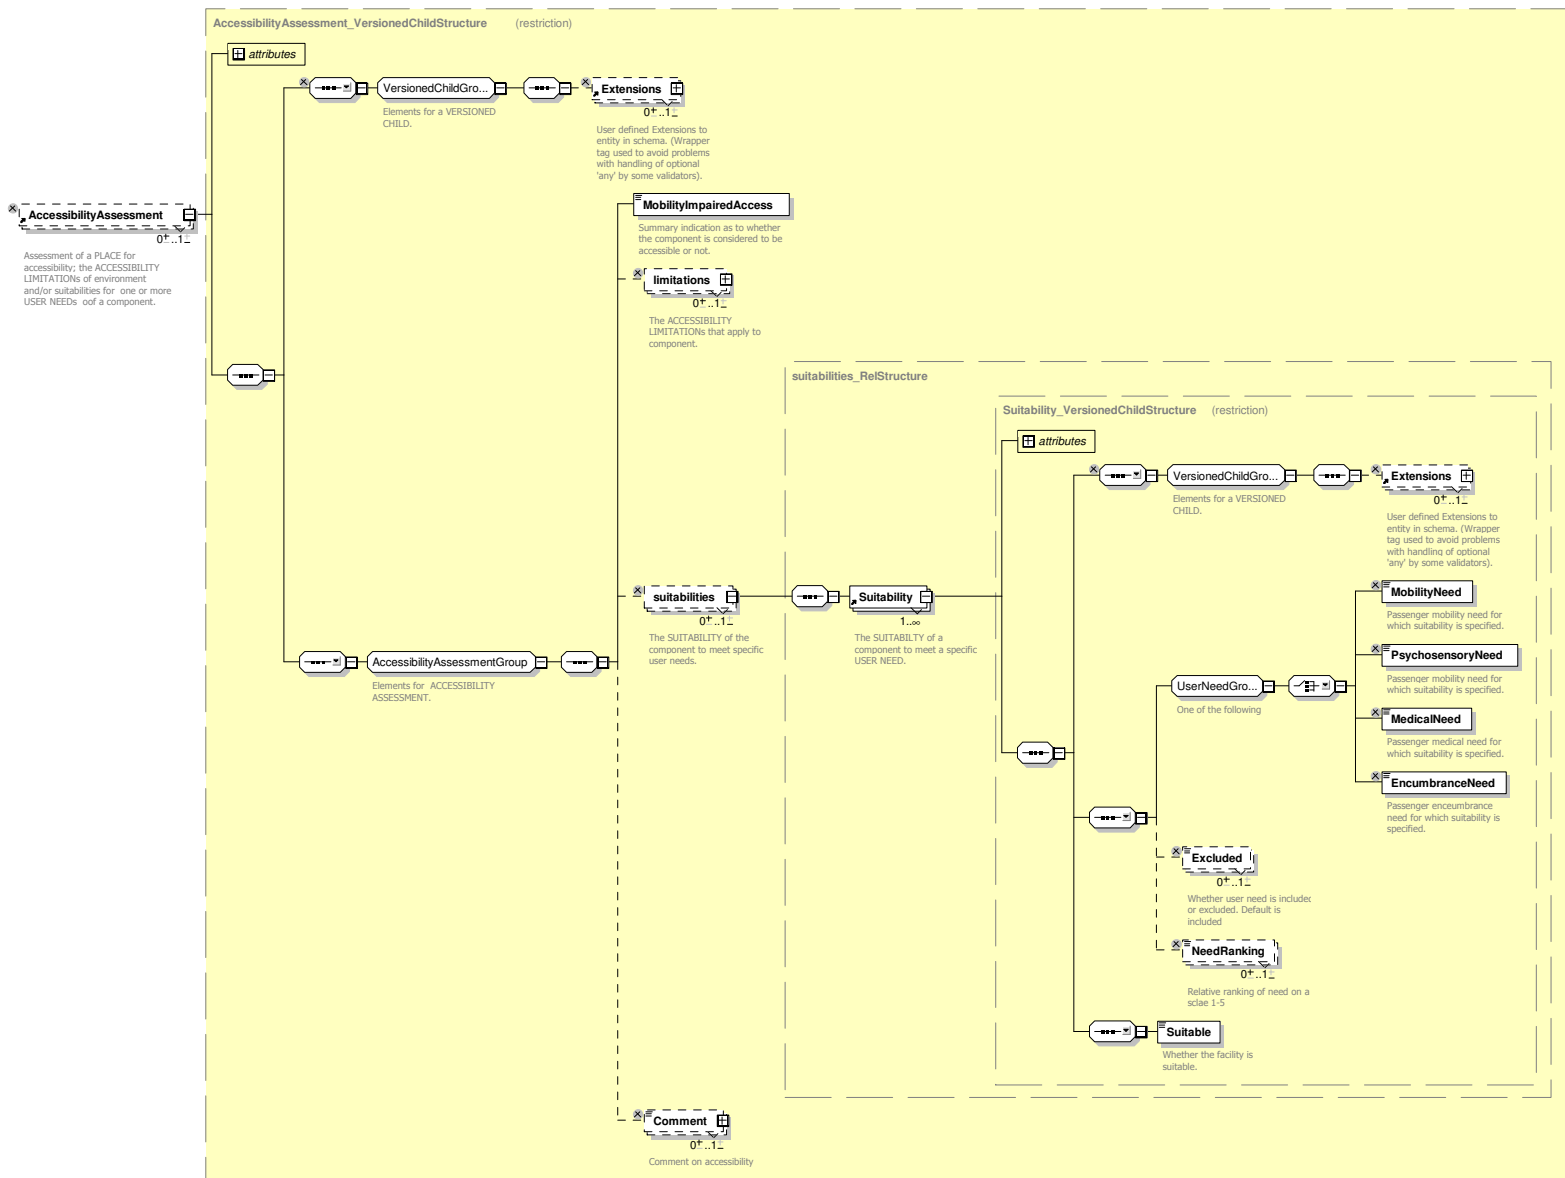 AccessibilityAssessment_VersionedChildStructure (restriction)
attributes
VersionedChildGro...
Elements for a VERSIONED
CHILD.
Extensions
0..1
User defined Extensions to
entity in schema. (Wrapper
tag used to avoid problems
with handling of optional
'any' by some validators).
AccessibilityAssessment
0..1
Assessment of a PLACE for
accessibility; the ACCESSIBILITY
LIMITATIONs of environment
and/or suitabilities for one or more
USER NEEDs oof a component.
MobilityImpairedAccess
Summary indication as to whether
the component is considered to be
accessible or not.
limitations
0..1
The ACCESSIBILITY
LIMITATIONs that apply to
component.
suitabilities_RelStructure
Suitability_VersionedChildStructure (restriction)
attributes
VersionedChildGro...
Elements for a VERSIONED
CHILD.
Extensions
0..1
User defined Extensions to
entity in schema. (Wrapper
tag used to avoid problems
with handling of optional
'any' by some validators).
suitabilities
0..1
The SUITABILITY of the
component to meet specific
user needs.
Suitability
1..∞
The SUITABILTY of a
component to meet a specific
USER NEED.
AccessibilityAssessmentGroup
Elements for ACCESSIBILITY
ASSESSMENT.
UserNeedGro...
One of the following
MobilityNeed
Passenger mobility need for
which suitability is specified.
PsychosensoryNeed
Passenger mobility need for
which suitability is specified.
MedicalNeed
Passenger medical need for
which suitability is specified.
EncumbranceNeed
Passenger enceumbrance
need for which suitability is
specified.
Excluded
0..1
Whether user need is included
or excluded. Default is
included
NeedRanking
0..1
Relative ranking of need on a
sclae 1-5
Suitable
Whether the facility is
suitable.
Comment
0..1
Comment on accessibility